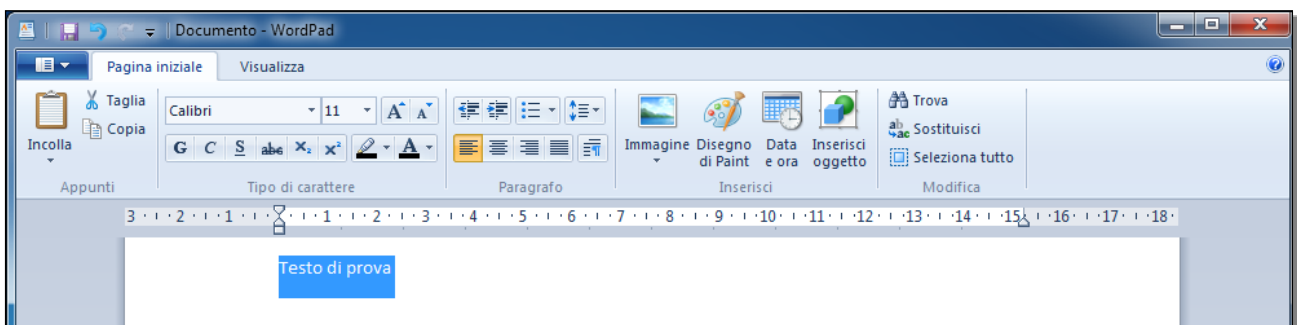 Documento - WordPad
Pagina iniziale Visualizza
Incolla
Taglia
Copia
Appunti
Calibri 11 A A
G C S abc X₂ x² A
Tipo di carattere
Paragrafo
Immagine
Disegno
di Paint
Data
e ora
Inserisci
oggetto
Inserisci
Trova
Sostituisci
Seleziona tutto
Modifica
3 2 1 1 2 3 4 5 6 7 8 9 10 11 12 13 14 15 16 17 18
Testo di prova